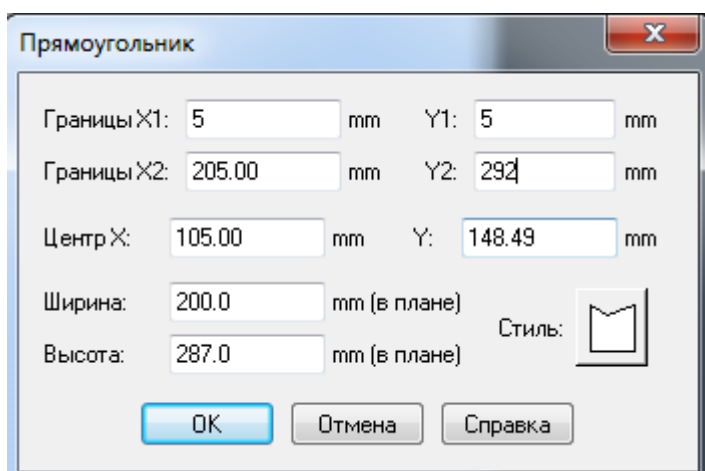 Прямоугольник
Границы X1: 5 mm Y1: 5 mm
Границы X2: 205.00 mm Y2: 292 mm
Центр X: 105.00 mm Y: 148.49 mm
Ширина: 200.0 mm (в плане)
Стиль:
Высота: 287.0 mm (в плане)
OK Отмена Справка